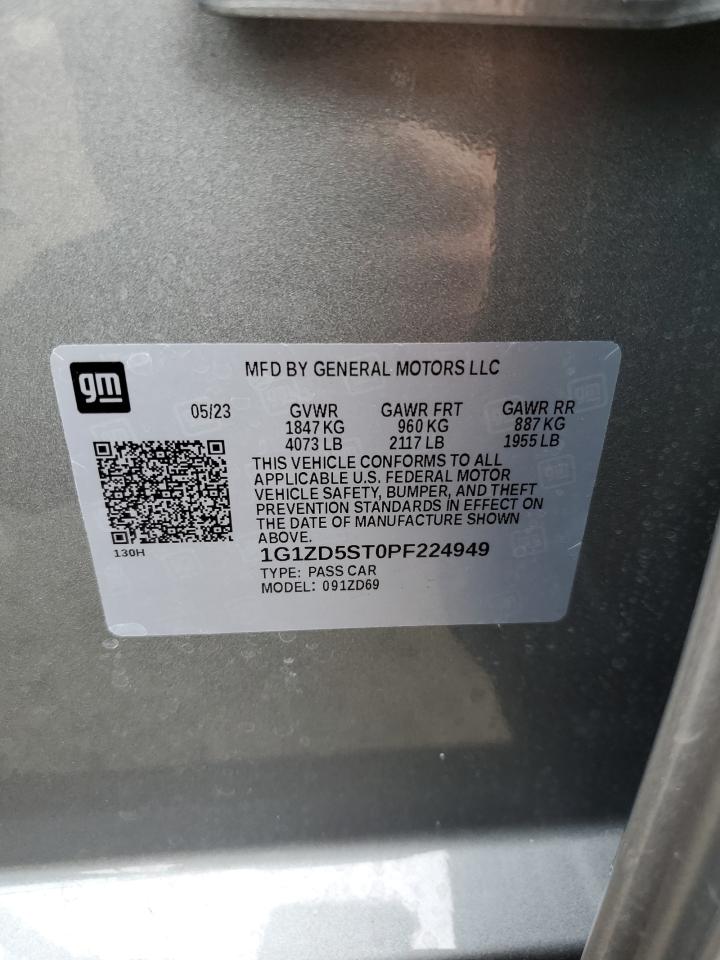 gm
MFD BY GENERAL MOTORS LLC
05/23 GVWR GAWR FRT GAWR RR
1847 KG 960 KG 887 KG
4073 LB 2117 LB 1955 LB
THIS VEHICLE CONFORMS TO ALL
APPLICABLE U.S. FEDERAL MOTOR
VEHICLE SAFETY, BUMPER, AND THEFT
PREVENTION STANDARDS IN EFFECT ON
THE DATE OF MANUFACTURE SHOWN
ABOVE.
130H
1G1ZD5ST0PF224949
TYPE: PASS CAR
MODEL: 091ZD69